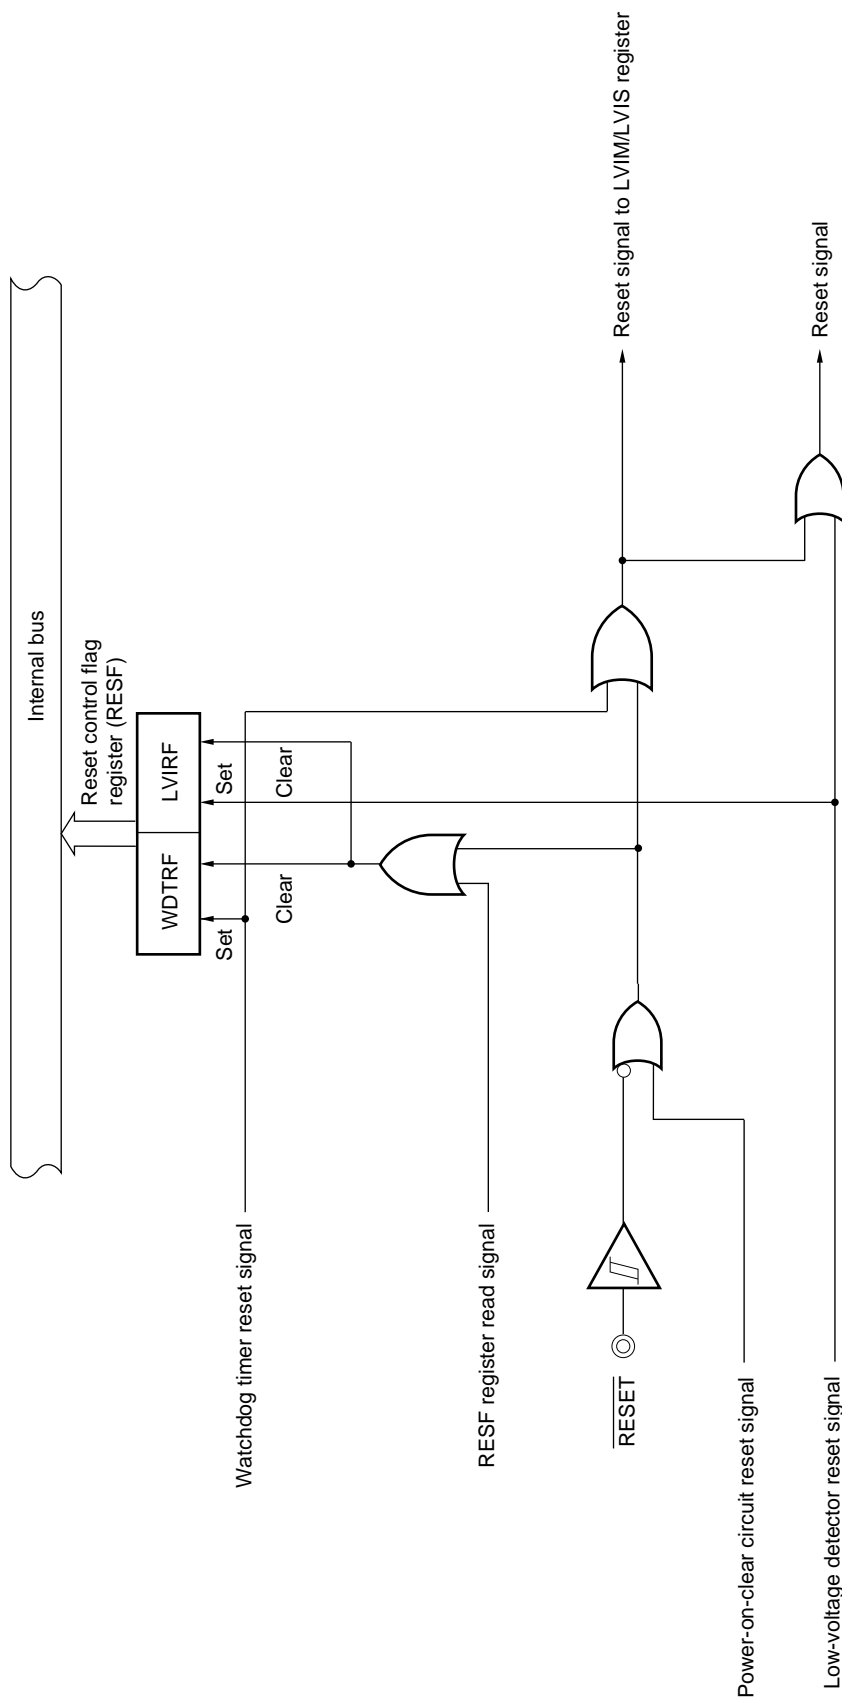 Internal bus
Reset control flag
register (RESF)
WDTRF
LVIRF
Set
Clear
Set
Clear
Watchdog timer reset signal
RESF register read signal
RESET
Power-on-clear circuit reset signal
Low-voltage detector reset signal
Reset signal to LVIM/LVIS register
Reset signal